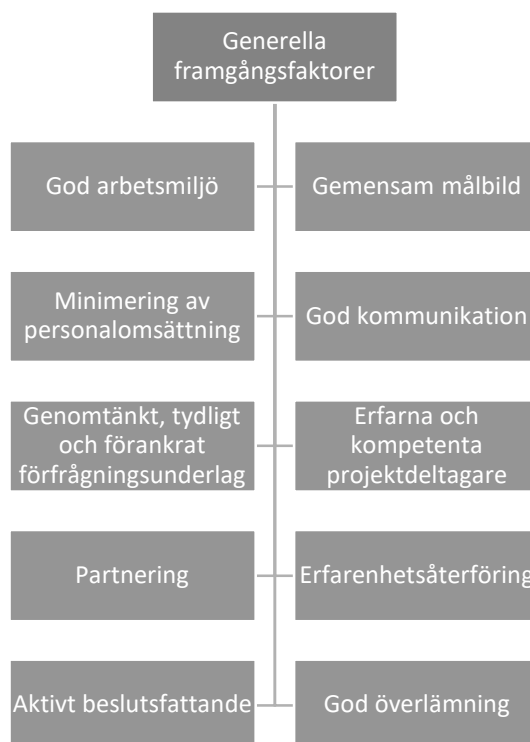 Generella
framgångsfaktorer
God arbetsmiljö
Gemensam målbild
Minimering av
personalomsättning
God kommunikation
Genomtänkt, tydligt
och förankrat
förfrågningsunderlag
Erfarna och
kompetenta
projektdeltagare
Partnering
Erfarenhetsåterföring
Aktivt beslutsfattande
God överlämning